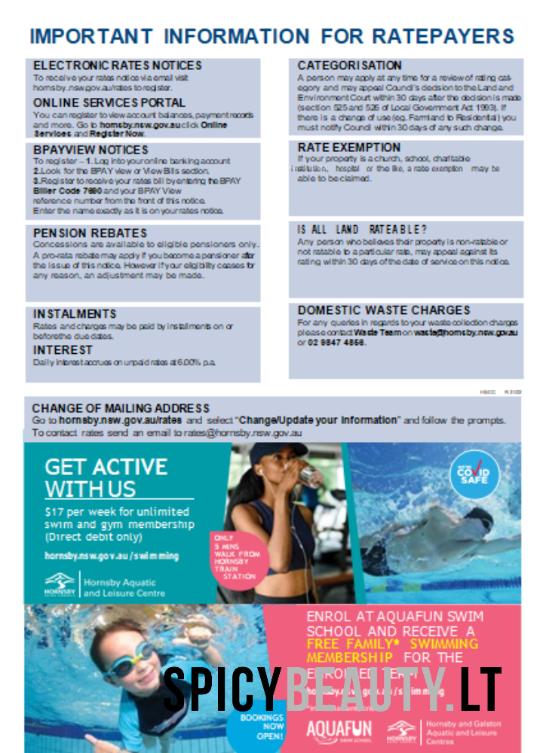 IMPORTANT INFORMATION FOR RATEPAYERS
ELECTRONIC RATES NOTICES
To receive your rates notice via email visit
hornsby.nsw.gov.au/rates to register.
ONLINE SERVICES PORTAL
You can register to view account balances, payment records
and more. Go to hornsby.nsw.gov.au click Online
Services and Register Now.
BPAY VIEW NOTICES
To register – 1. Log into your online banking account
2.Look for the BPAY View or View Bills section.
3.Register to receive your rates bill by entering the BPAY
Biller Code 7690 and your BPAY View
reference number from the front of this notice.
Enter the name exactly as it is on your rates notice.
PENSION REBATES
Concessions are available to eligible pensioners only.
A pro-rata rebate may apply if you become a pensioner after
the issue of this notice. However if your eligibility ceases for
any reason, an adjustment may be made.
INSTALMENTS
Rates and charges may be paid by instalments on or
before the due dates.
INTEREST
Daily interest accrues on unpaid rates at 6.00% p.a.
CATEGORISATION
A person may apply at any time for a review of rating cat-
egory and may appeal Council's decision to the Land and
Environment Court within 30 days after the decision is made
(section 525 and 526 of Local Government Act 1993). If
there is a change of use (eg. Farmland to Residential) you
must notify Council within 30 days of any such change.
RATE EXEMPTION
If your property is a church, school, charitable
institution, hospital or the like, a rate exemption may be
able to be claimed.
IS ALL LAND RATEABLE?
Any person who believes their property is non-ratable or
not ratable to a particular rate, may appeal against its
rating within 30 days of the date of service on this notice.
DOMESTIC WASTE CHARGES
For any queries in regards to your waste collection charges
please contact Waste Team on waste@hornsby.nsw.gov.au
or 02 9847 4856.
CHANGE OF MAILING ADDRESS
Go to hornsby.nsw.gov.au/rates and select "Change/Update your Information" and follow the prompts.
To contact rates send an email to rates@hornsby.nsw.gov.au
GET ACTIVE
WITH US
$17 per week for unlimited
swim and gym membership
(Direct debit only)
hornsby.nsw.gov.au/swimming
HORNSBY
Hornsby Aquatic
and Leisure Centre
ONLY
5 MINS
WALK FROM
HORNSBY
TRAIN
STATION
COVID
SAFE
ENROL AT AQUAFUN SWIM
SCHOOL AND RECEIVE A
FREE FAMILY* SWIMMING
MEMBERSHIP FOR THE
hornsby.nsw.gov.au/swimming
SPICYBEAUTY.LT
BOOKINGS
NOW
OPEN!
AQUAFUN
SWIM SCHOOL
HORNSBY
Hornsby and Galston
Aquatic and Leisure
Centres